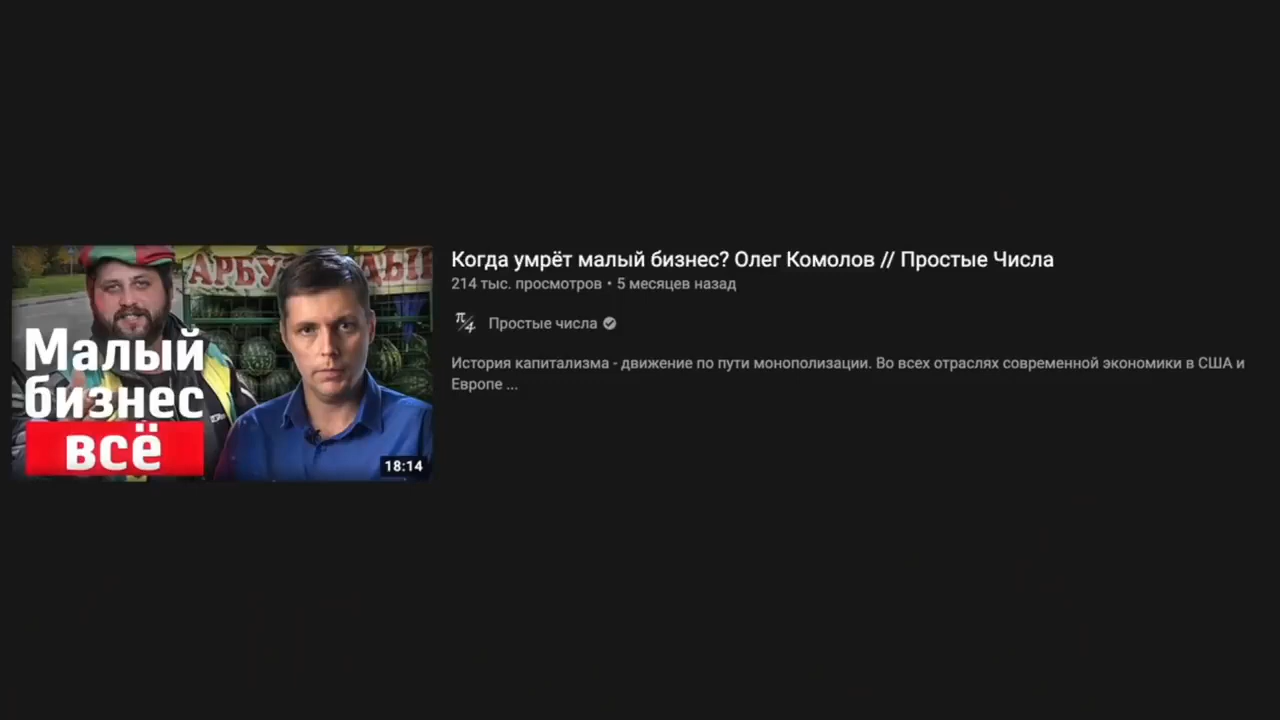 Когда умрёт малый бизнес? Олег Комолов // Простые Числа
214 тыс. просмотров • 5 месяцев назад
Простые числа
История капитализма - движение по пути монополизации. Во всех отраслях современной экономики в США и
Европе ...
Малый
бизнес
всё
18:14